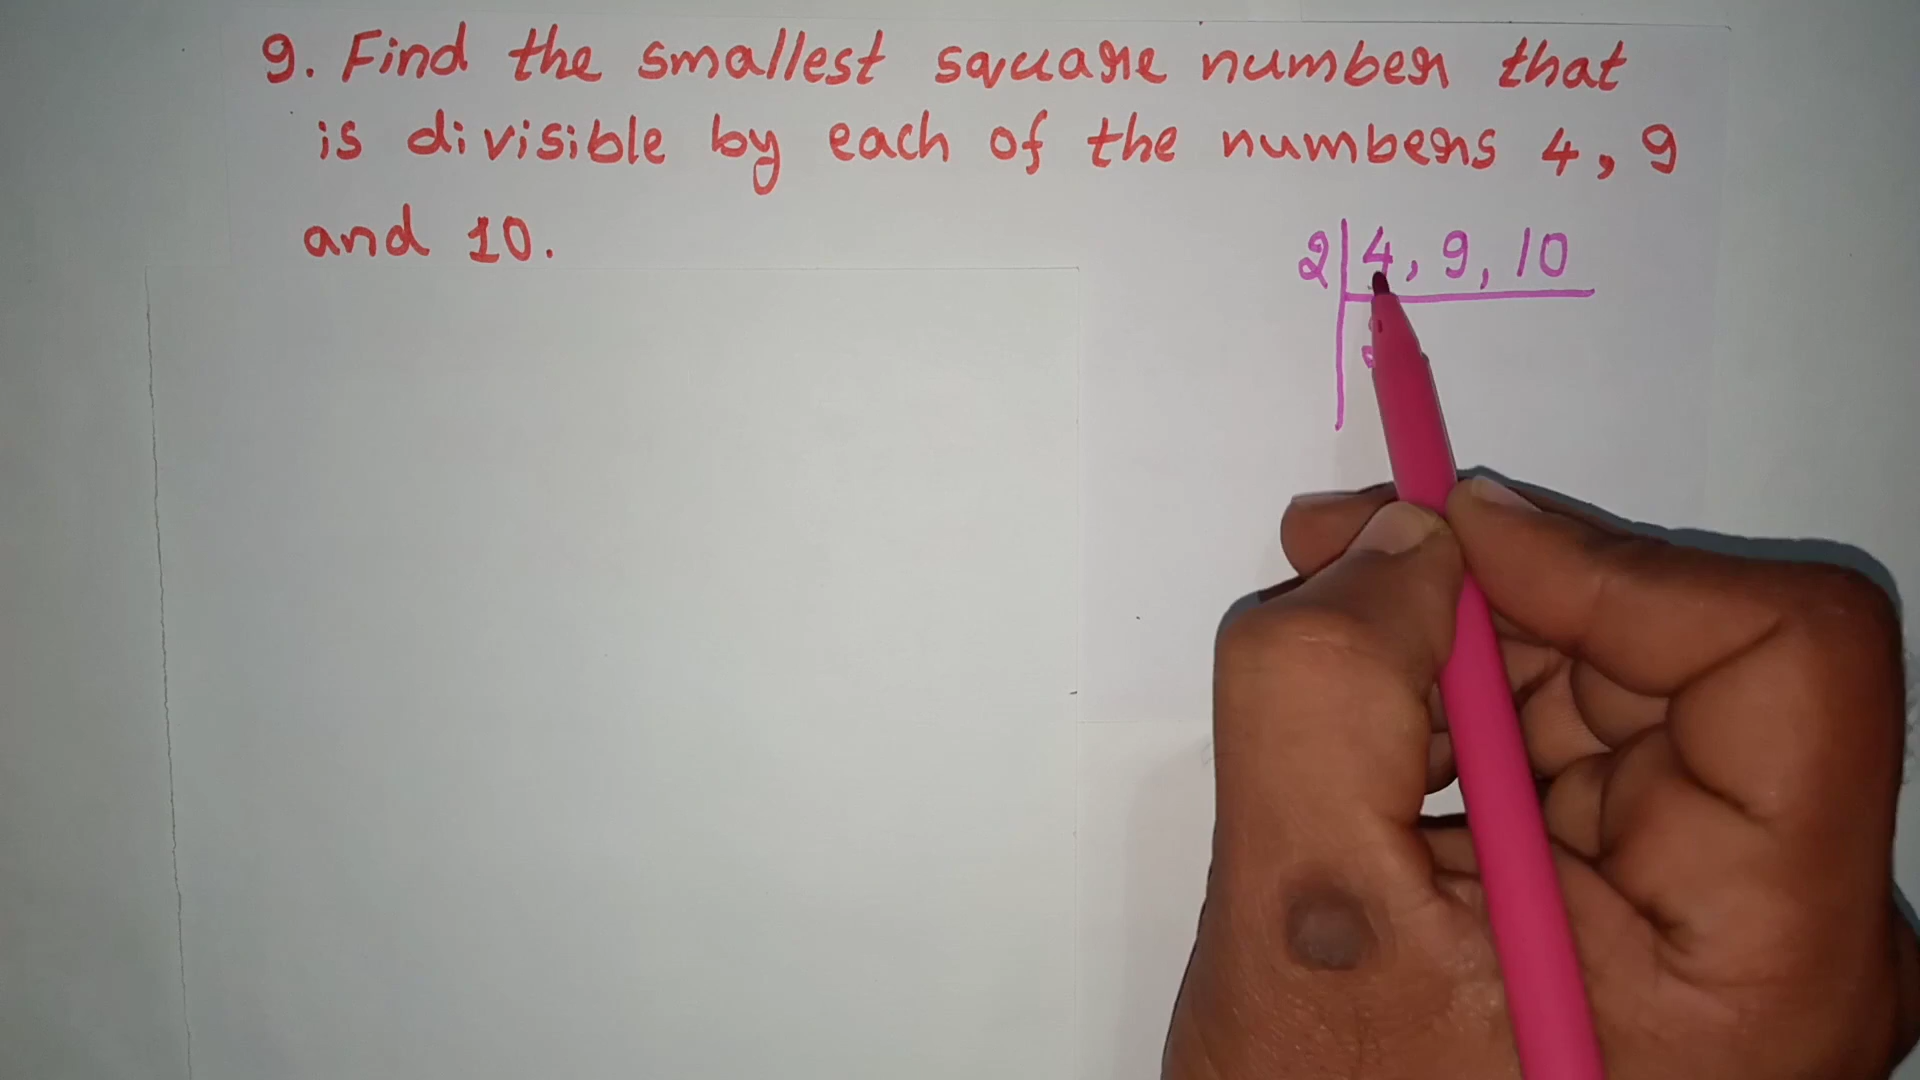 9. Find the smallest square number that
is divisible by each of the numbers 4, 9
and 10.
2 | 4, 9, 10